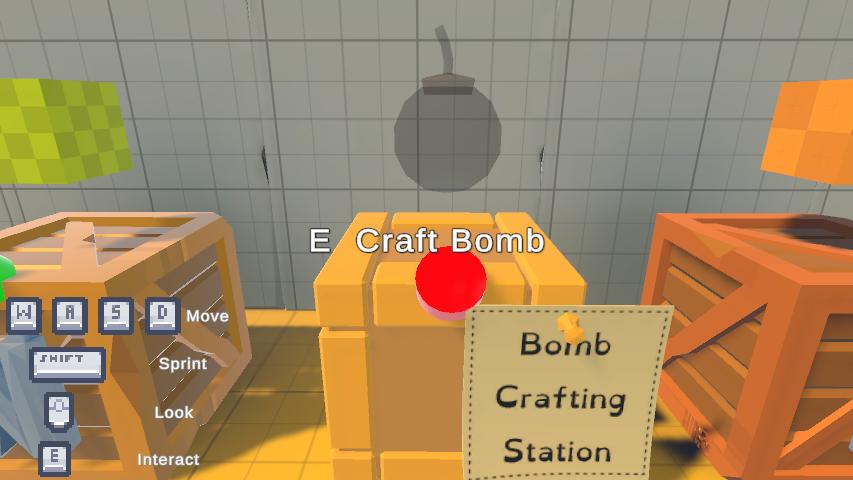 E Craft Bomb
W A S D Move
SHIFT Sprint
Look
E Interact
Bomb
Crafting
Station